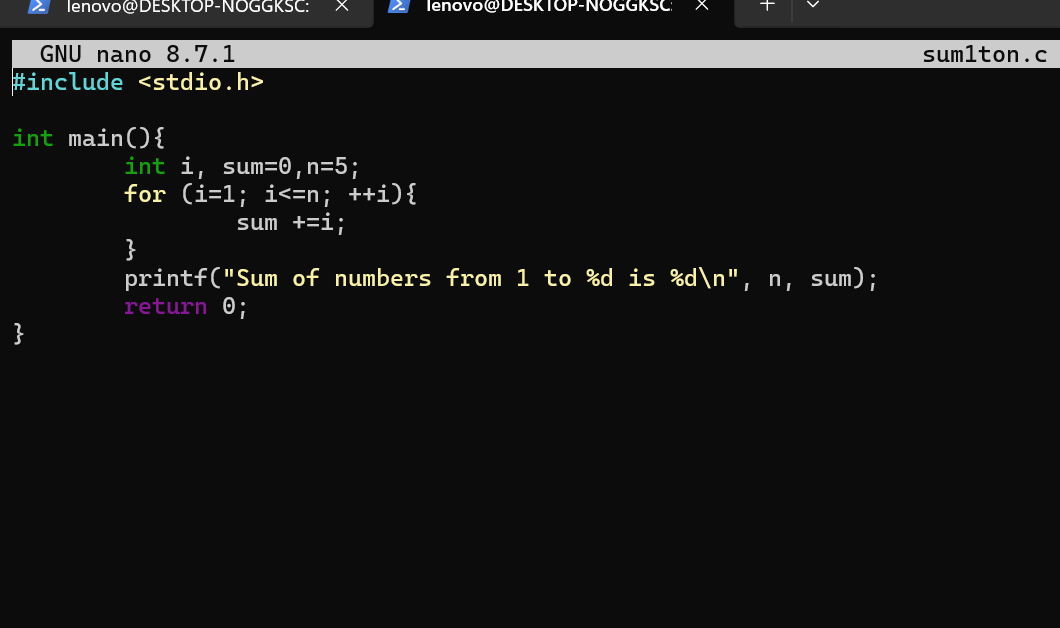 lenovo@DESKTOP-NOGGKSC: lenovo@DESKTOP-NOGGKSC:
GNU nano 8.7.1 sum1ton.c
#include <stdio.h>
int main(){
        int i, sum=0,n=5;
        for (i=1; i<=n; ++i){
                sum +=i;
        }
        printf("Sum of numbers from 1 to %d is %d\n", n, sum);
        return 0;
}